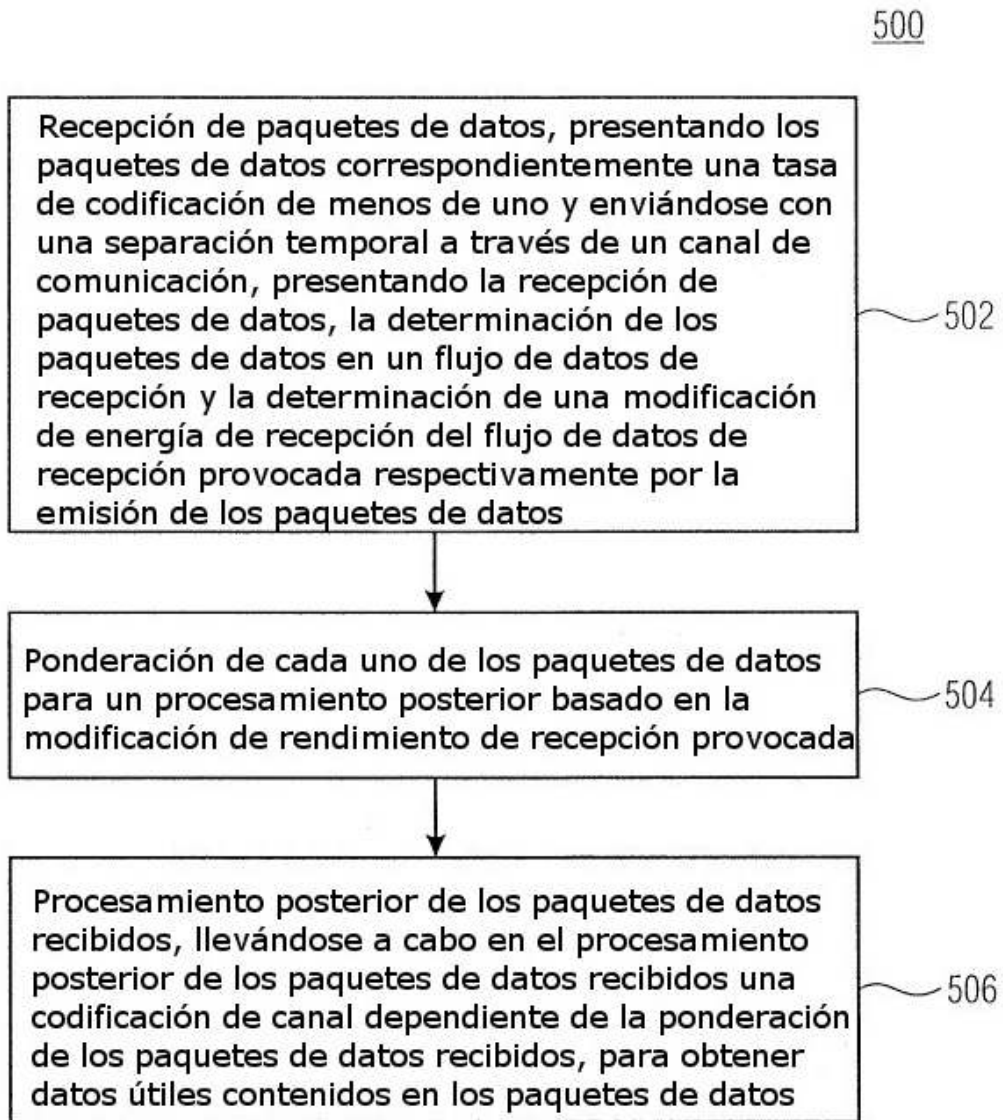 500
Recepción de paquetes de datos, presentando los
paquetes de datos correspondientemente una tasa
de codificación de menos de uno y enviándose con
una separación temporal a través de un canal de
comunicación, presentando la recepción de
paquetes de datos, la determinación de los
paquetes de datos en un flujo de datos de
recepción y la determinación de una modificación
de energía de recepción del flujo de datos de
recepción provocada respectivamente por la
emisión de los paquetes de datos
502
Ponderación de cada uno de los paquetes de datos
para un procesamiento posterior basado en la
modificación de rendimiento de recepción provocada
504
Procesamiento posterior de los paquetes de datos
recibidos, llevándose a cabo en el procesamiento
posterior de los paquetes de datos recibidos una
codificación de canal dependiente de la ponderación
de los paquetes de datos recibidos, para obtener
datos útiles contenidos en los paquetes de datos
506